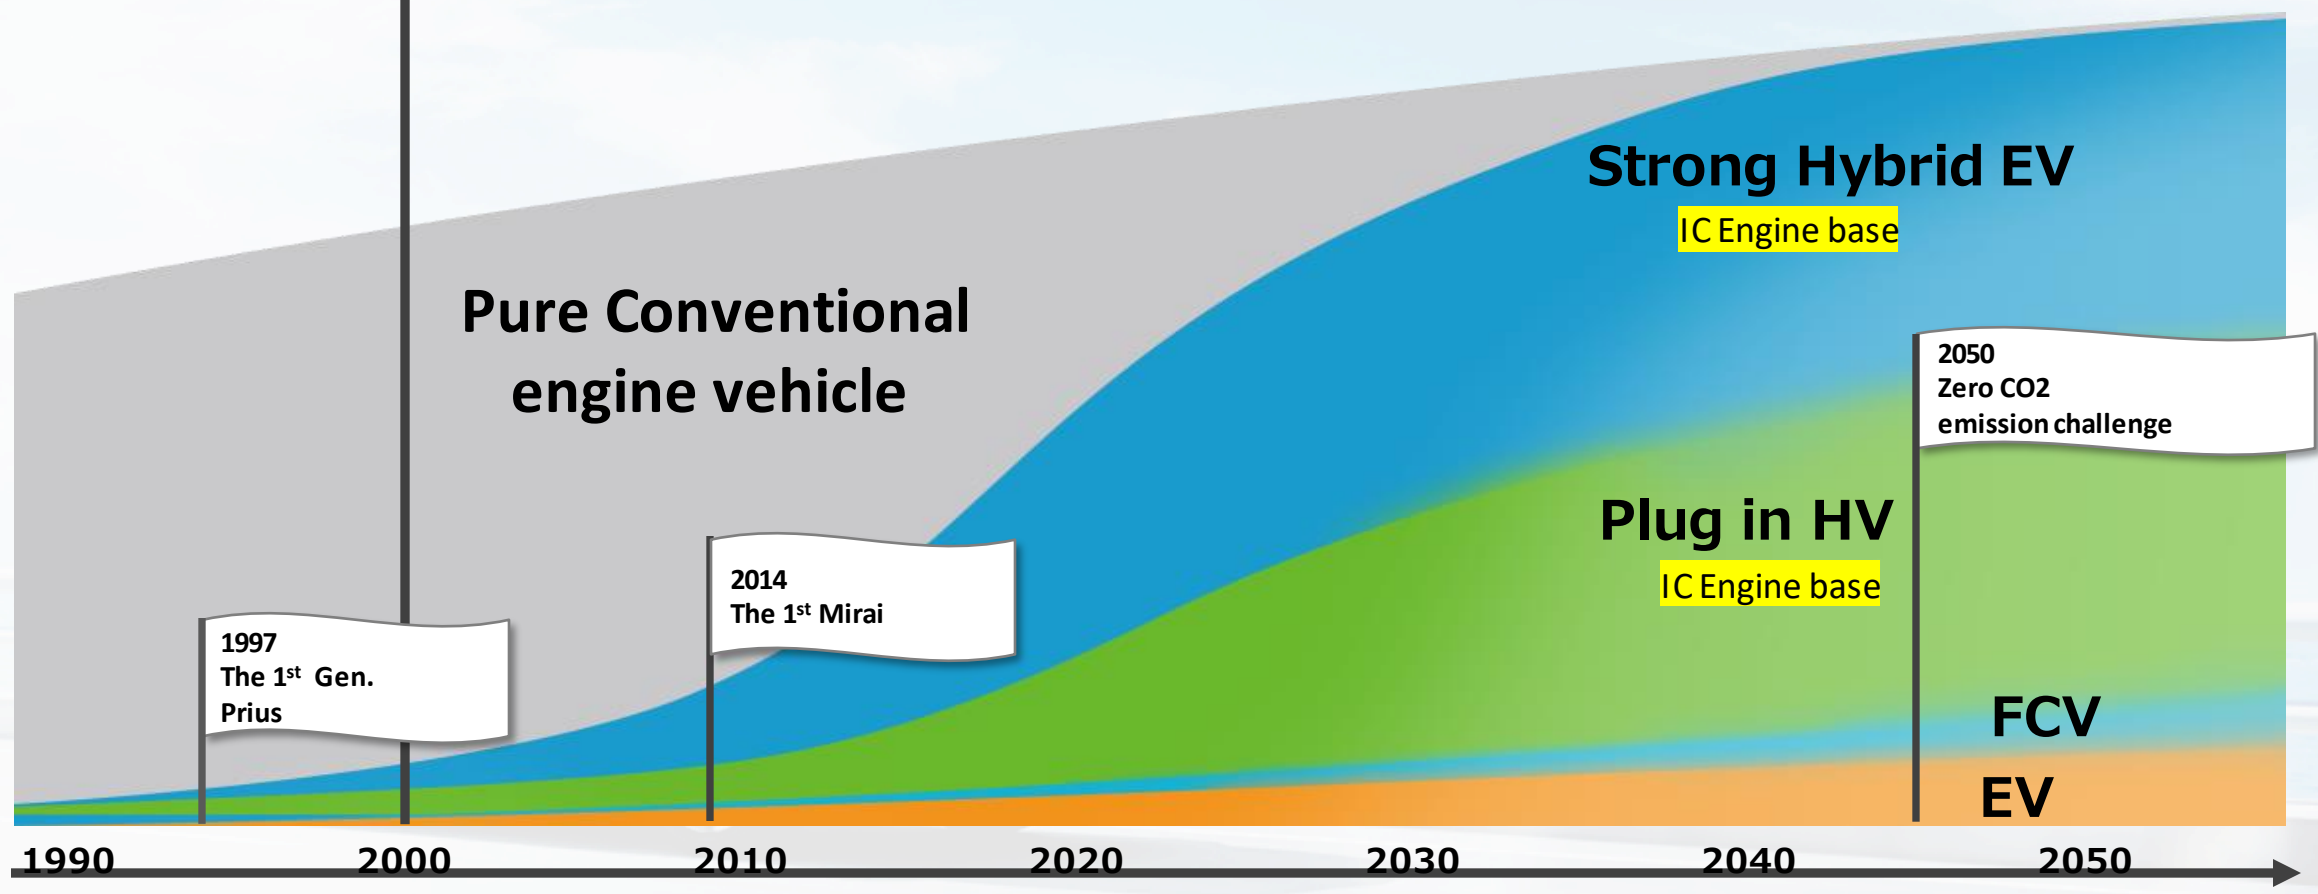 Strong Hybrid EV
IC Engine base
Pure Conventional
engine vehicle
2050
Zero CO2
emission challenge
Plug in HV
IC Engine base
2014
The 1st Mirai
1997
The 1st Gen.
Prius
FCV
EV
1990 2000 2010 2020 2030 2040 2050